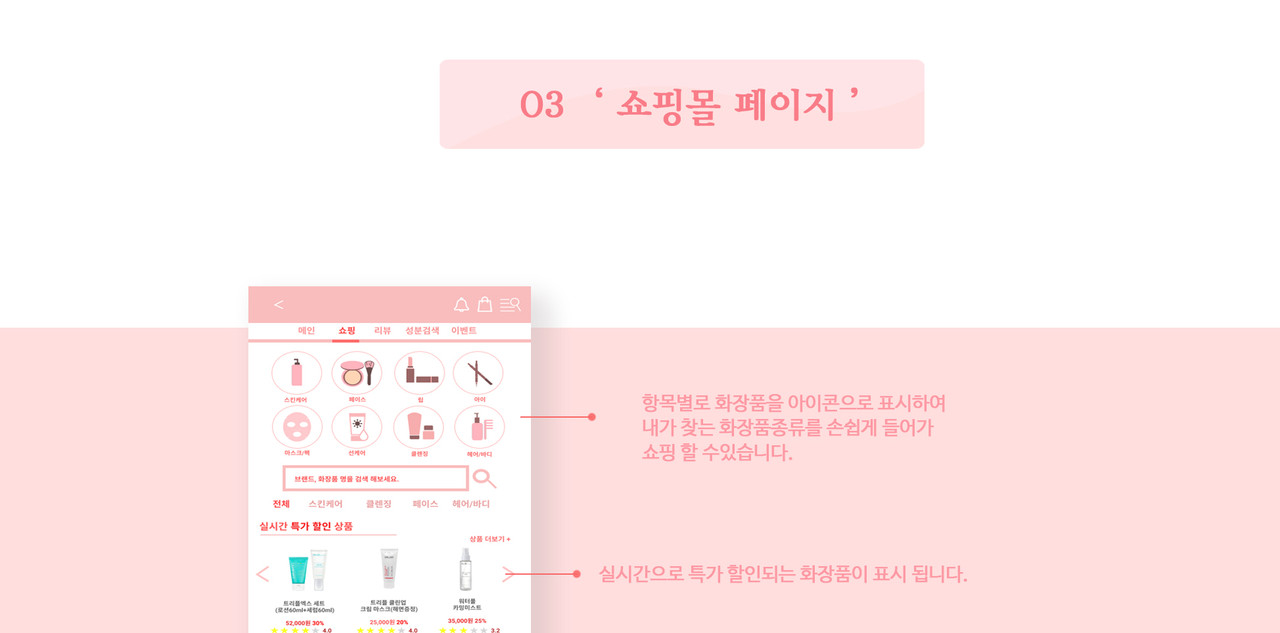 03 ‘ 쇼핑몰 페이지 ’
<
메인 쇼핑 리뷰 성분검색 이벤트
스킨케어 페이스 립 아이
마스크/팩 선케어 클렌징 헤어/바디
항목별로 화장품을 아이콘으로 표시하여
내가 찾는 화장품종류를 손쉽게 들어가
쇼핑 할 수있습니다.
브랜드, 화장품 명을 검색 해보세요.
전체 스킨케어 클렌징 페이스 헤어/바디
실시간 특가 할인 상품
상품 더보기 +
실시간으로 특가 할인되는 화장품이 표시 됩니다.
트리플엑스 세트 트리플 클린업 워터풀
(로션60ml+세럼60ml) 크림 마스크(해면증정) 카밍미스트
52,000원 30% 25,000원 20% 35,000원 25%
4.0 4.0 3.2